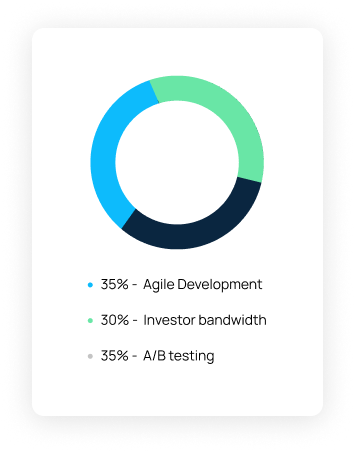 35% - Agile Development
30% - Investor bandwidth
35% - A/B testing